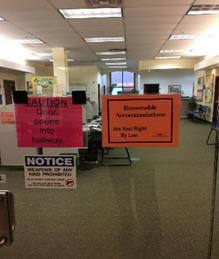 CAUTION
Door
opens
into
hallway
Reasonable
Accommodations
Are Your Right
By Law
NOTICE
WEAPONS OF ANY
KIND PROHIBITED